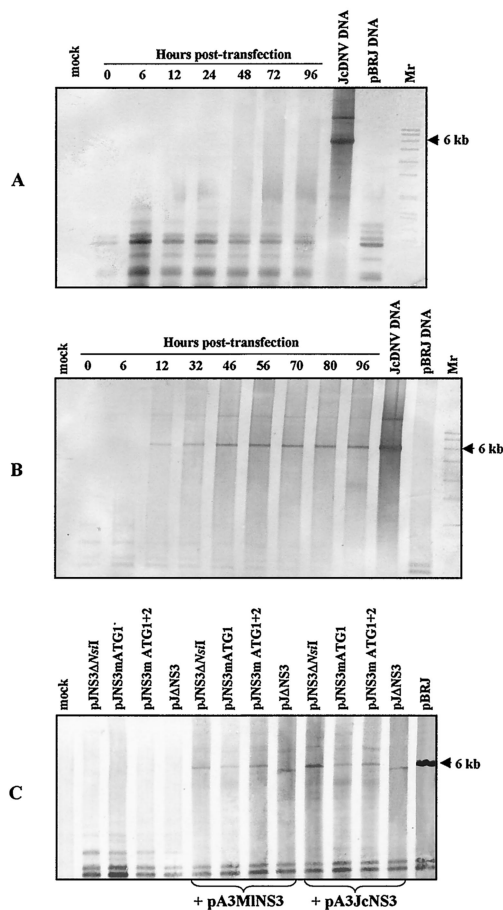 Hours post-transfection
mock 0 6 12 24 48 72 96 JcDNV DNA pBRJ DNA Mr
6 kb
A
Hours post-transfection
mock 0 6 12 32 46 56 70 80 96 JcDNV DNA pBRJ DNA Mr
6 kb
B
mock pJNS3ΔNsiI pJNS3mATG1- pJNS3m ATG1+2 pJΔNS3 pJNS3ΔNsiI pJNS3mATG1 pJNS3m ATG1+2 pJΔNS3 pJNS3ΔNsiI pJNS3mATG1 pJNS3m ATG1+2 pJΔNS3 pBRJ
6 kb
C
+ pA3MlNS3 + pA3JcNS3